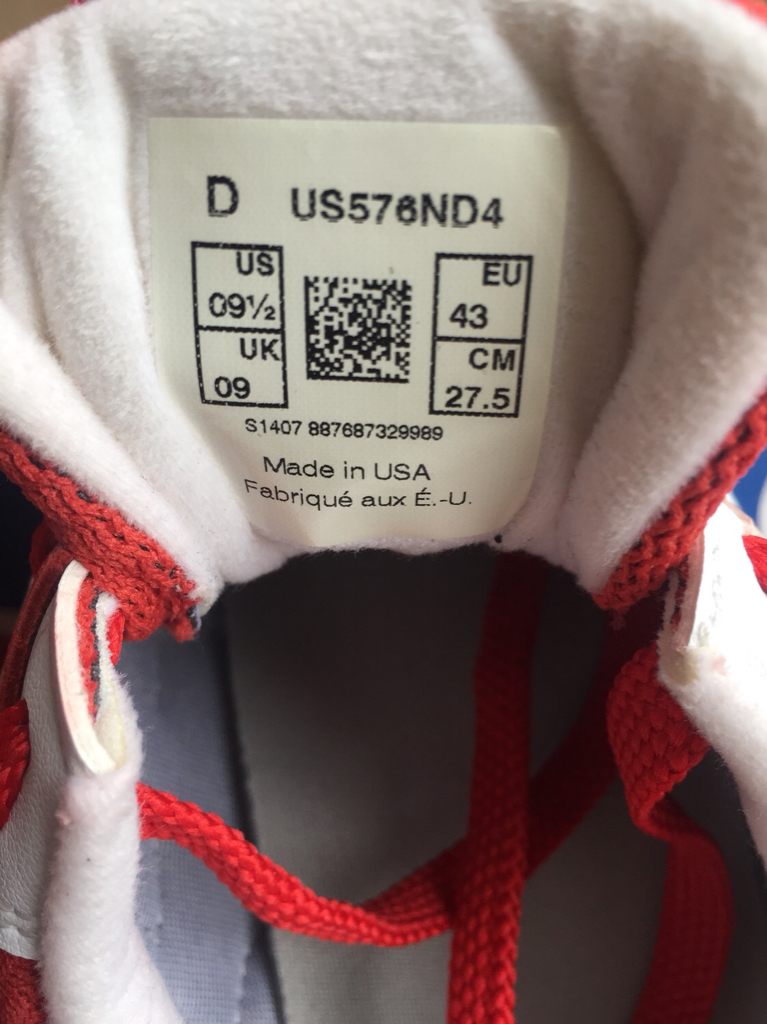 D US576ND4
US
09½
UK
09
EU
43
CM
27.5
S1407 887687329989
Made in USA
Fabriqué aux É.-U.